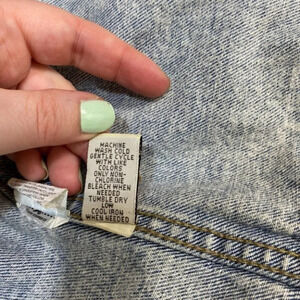 MACHINE
WASH COLD
GENTLE CYCLE
WITH LIKE
COLORS
ONLY NON-
CHLORINE
BLEACH WHEN
NEEDED
TUMBLE DRY
LOW
COOL IRON
WHEN NEEDED